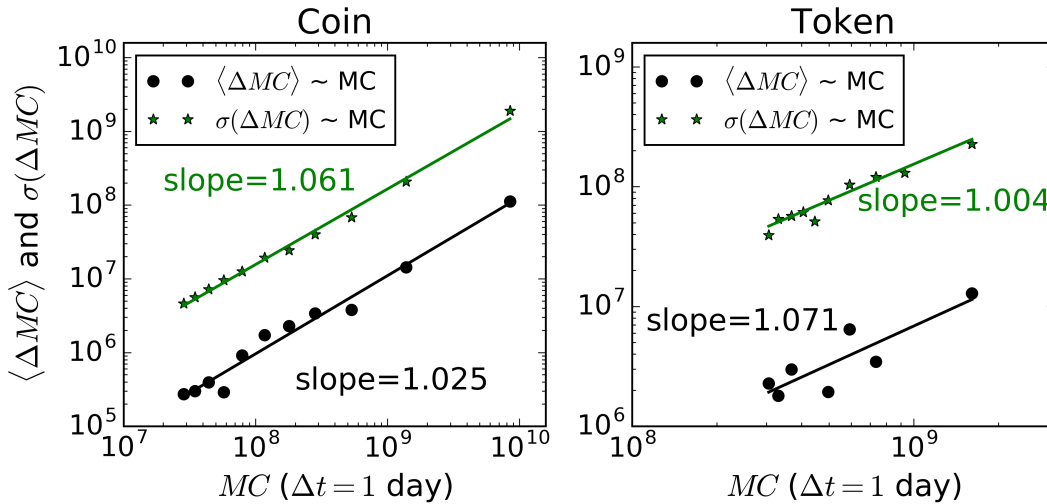 Coin
Token
⟨ΔMC⟩ and σ(ΔMC)
10^10
10^9
10^8
10^7
10^6
10^5
⟨ΔMC⟩ ~ MC
σ(ΔMC) ~ MC
slope=1.061
slope=1.025
10^7
10^8
10^9
10^10
MC (Δt = 1 day)
10^9
10^8
10^7
10^6
⟨ΔMC⟩ ~ MC
σ(ΔMC) ~ MC
slope=1.004
slope=1.071
10^8
10^9
MC (Δt = 1 day)